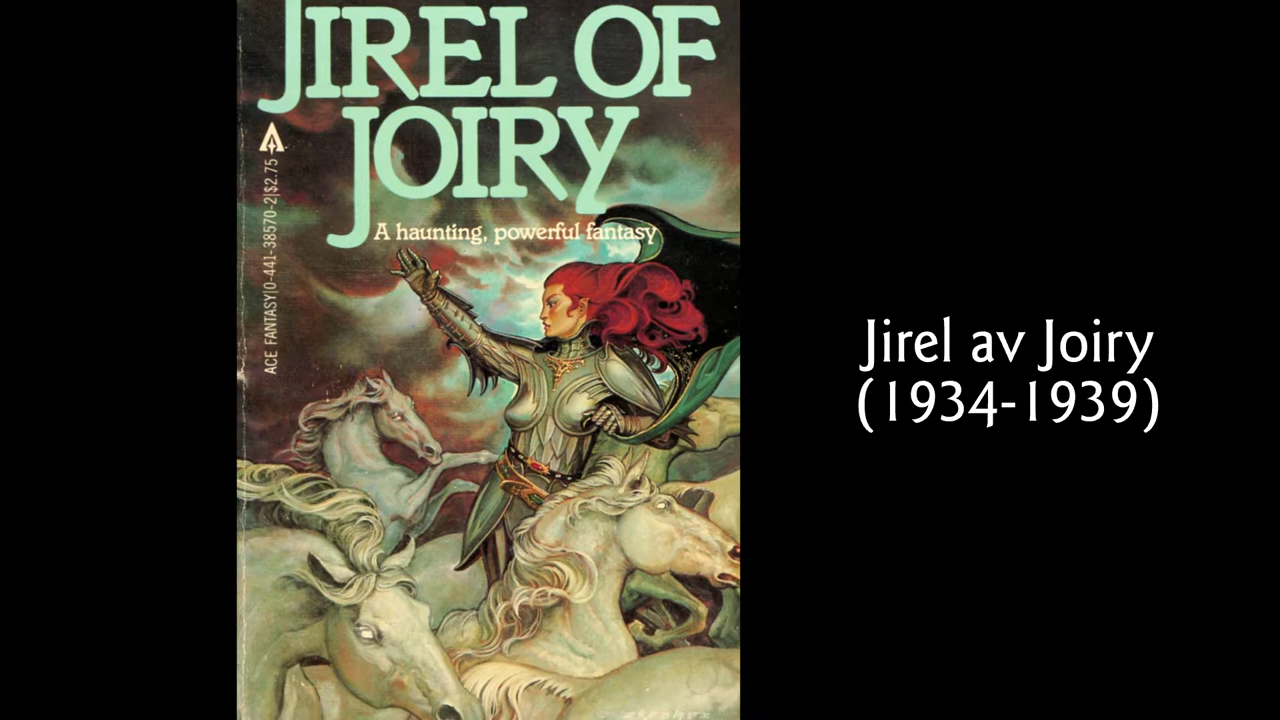 JIREL OF
JOIRY
A haunting, powerful fantasy
ACE FANTASY|0-441-38570-2|$2.75
Jirel av Joiry
(1934-1939)